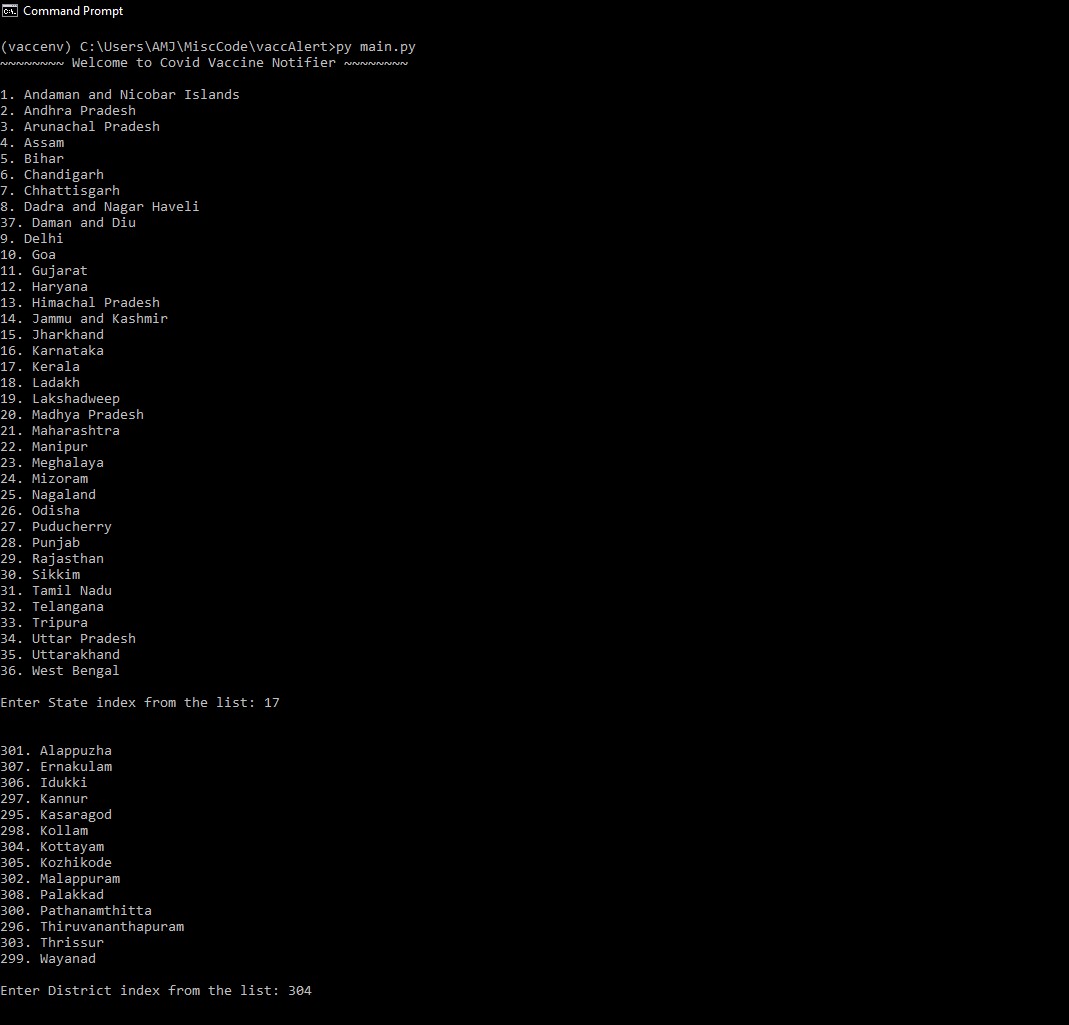 Command Prompt
(vaccenv) C:\Users\AMJ\MiscCode\vaccAlert>py main.py
~~~~~~~~ Welcome to Covid Vaccine Notifier ~~~~~~~~
1. Andaman and Nicobar Islands
2. Andhra Pradesh
3. Arunachal Pradesh
4. Assam
5. Bihar
6. Chandigarh
7. Chhattisgarh
8. Dadra and Nagar Haveli
37. Daman and Diu
9. Delhi
10. Goa
11. Gujarat
12. Haryana
13. Himachal Pradesh
14. Jammu and Kashmir
15. Jharkhand
16. Karnataka
17. Kerala
18. Ladakh
19. Lakshadweep
20. Madhya Pradesh
21. Maharashtra
22. Manipur
23. Meghalaya
24. Mizoram
25. Nagaland
26. Odisha
27. Puducherry
28. Punjab
29. Rajasthan
30. Sikkim
31. Tamil Nadu
32. Telangana
33. Tripura
34. Uttar Pradesh
35. Uttarakhand
36. West Bengal
Enter State index from the list: 17
301. Alappuzha
307. Ernakulam
306. Idukki
297. Kannur
295. Kasaragod
298. Kollam
304. Kottayam
305. Kozhikode
302. Malappuram
308. Palakkad
300. Pathanamthitta
296. Thiruvananthapuram
303. Thrissur
299. Wayanad
Enter District index from the list: 304